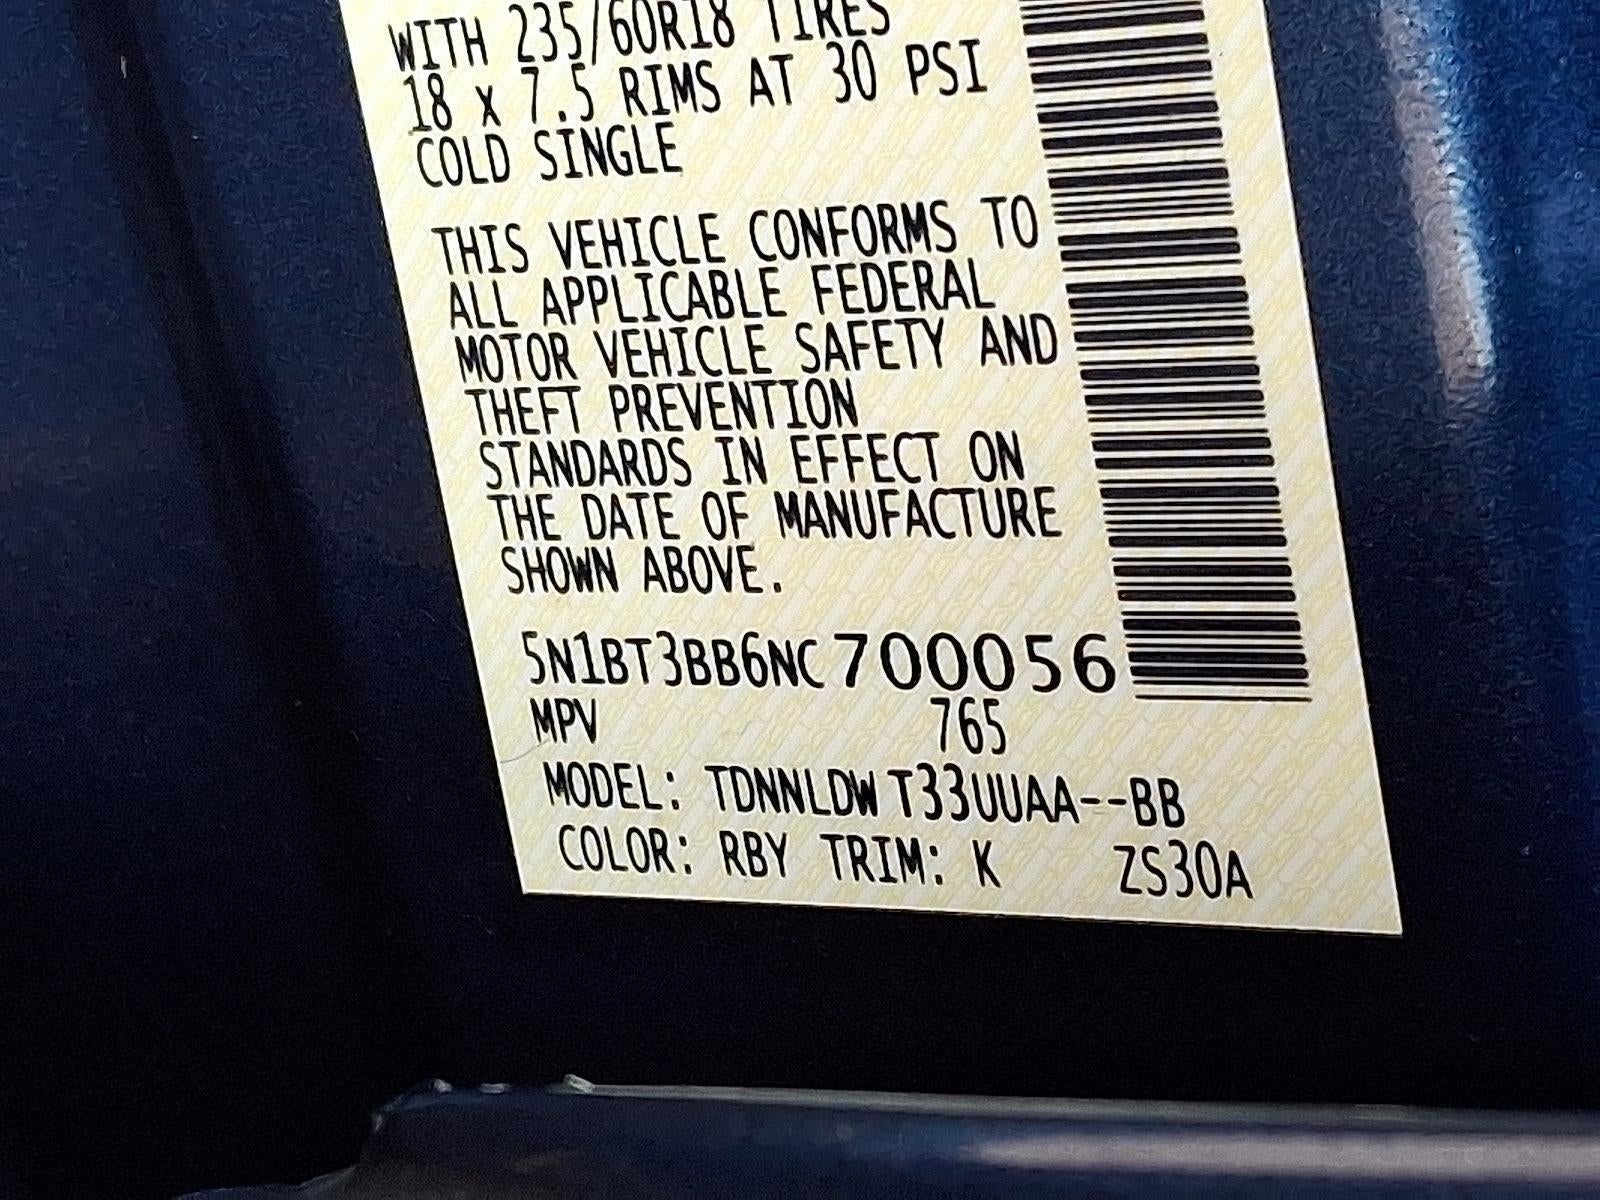 WITH 235/60R18 TIRES
18 x 7.5 RIMS AT 30 PSI
COLD SINGLE
THIS VEHICLE CONFORMS TO
ALL APPLICABLE FEDERAL
MOTOR VEHICLE SAFETY AND
THEFT PREVENTION
STANDARDS IN EFFECT ON
THE DATE OF MANUFACTURE
SHOWN ABOVE.
5N1BT3BB6NC700056
MPV 765
MODEL: TDNNLDW T33UUAA--BB
COLOR: RBY TRIM: K ZS30A